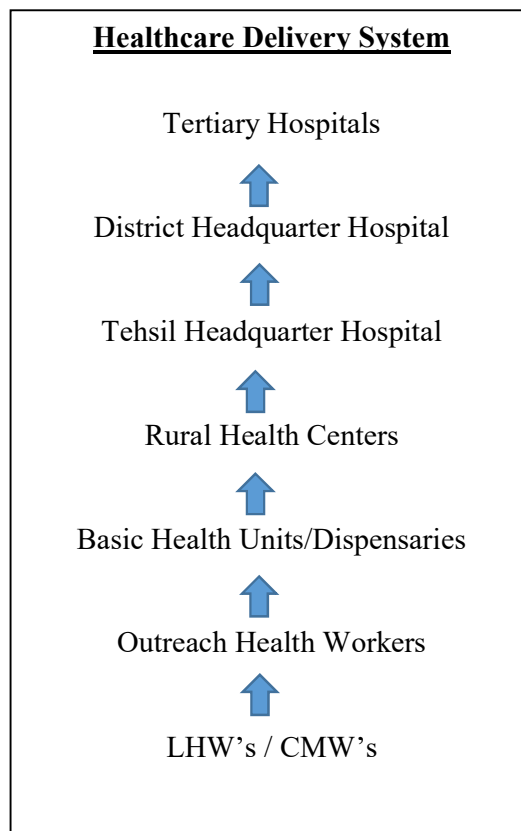 Healthcare Delivery System
Tertiary Hospitals
District Headquarter Hospital
Tehsil Headquarter Hospital
Rural Health Centers
Basic Health Units/Dispensaries
Outreach Health Workers
LHW’s / CMW’s